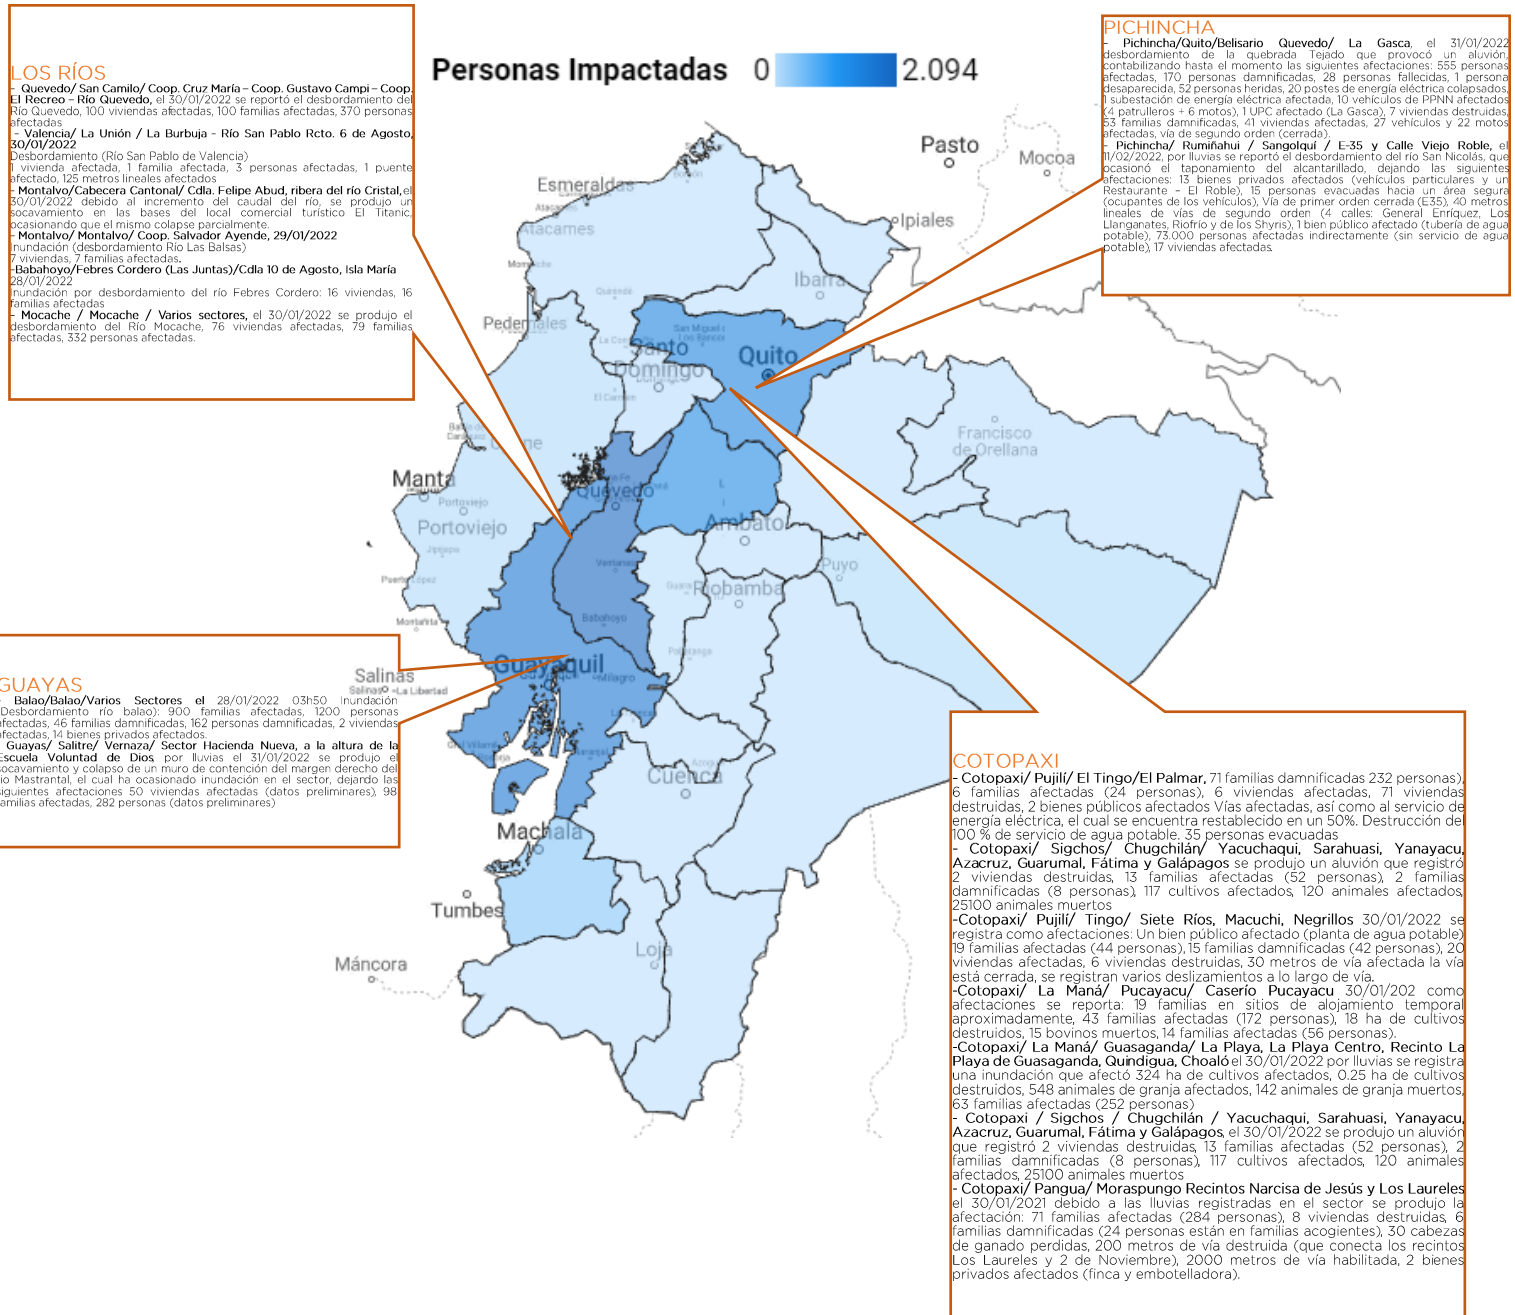 Personas Impactadas 0 2.094
LOS RÍOS
- Quevedo/ San Camilo/ Coop. Cruz María – Coop. Gustavo Campi – Coop.
El Recreo – Río Quevedo, el 30/01/2022 se reportó el desbordamiento del
Río Quevedo, 100 viviendas afectadas, 100 familias afectadas, 370 personas
afectadas
- Valencia/ La Unión / La Burbuja - Río San Pablo Rcto. 6 de Agosto,
30/01/2022
Desbordamiento (Río San Pablo de Valencia)
1 vivienda afectada, 1 familia afectada, 3 personas afectadas, 1 puente
afectado, 125 metros lineales afectados
- Montalvo/Cabecera Cantonal/ Cdla. Felipe Abud, ribera del río Cristal, el
30/01/2022 debido al incremento del caudal del río, se produjo un
socavamiento en las bases del local comercial turístico El Titanic,
ocasionando que el mismo colapse parcialmente.
- Montalvo/ Montalvo/ Coop. Salvador Ayende, 29/01/2022
Inundación (desbordamiento Río Las Balsas)
7 viviendas, 7 familias afectadas.
-Babahoyo/Febres Cordero (Las Juntas)/Cdla 10 de Agosto, Isla María
28/01/2022
Inundación por desbordamiento del río Febres Cordero: 16 viviendas, 16
familias afectadas
- Mocache / Mocache / Varios sectores, el 30/01/2022 se produjo el
desbordamiento del Río Mocache, 76 viviendas afectadas, 79 familias
afectadas, 332 personas afectadas.
PICHINCHA
- Pichincha/Quito/Belisario Quevedo/ La Gasca, el 31/01/2022
desbordamiento de la quebrada Tejado que provocó un aluvión,
contabilizando hasta el momento las siguientes afectaciones: 555 personas
afectadas, 170 personas damnificadas, 28 personas fallecidas, 1 persona
desaparecida, 52 personas heridas, 20 postes de energía eléctrica colapsados,
1 subestación de energía eléctrica afectada, 10 vehículos de PPNN afectados
(4 patrulleros + 6 motos), 1 UPC afectado (La Gasca), 7 viviendas destruidas,
53 familias damnificadas, 41 viviendas afectadas, 27 vehículos y 22 motos
afectadas, vía de segundo orden (cerrada).
- Pichincha/ Rumiñahui / Sangolquí / E-35 y Calle Viejo Roble, el
11/02/2022, por lluvias se reportó el desbordamiento del río San Nicolás, que
ocasionó el taponamiento del alcantarillado, dejando las siguientes
afectaciones: 13 bienes privados afectados (vehículos particulares y un
Restaurante – El Roble), 15 personas evacuadas hacia un área segura
(ocupantes de los vehículos), Vía de primer orden cerrada (E35), 40 metros
lineales de vías de segundo orden (4 calles: General Enríquez, Los
Llanganates, Riofrío y de los Shyris), 1 bien público afectado (tubería de agua
potable), 73.000 personas afectadas indirectamente (sin servicio de agua
potable), 17 viviendas afectadas.
Pasto
Mocoa
Esmeraldas
Atacames
Atacames
Ipiales
Ibarra
Pedernales
San Miguel
Los Bancos
Santo
Domingo
Quito
El Carmen
Francisco
de Orellana
Manta
Portoviejo
Portoviejo
Jipijapa
Quevedo
Ambato
Puerto López
Ventanas
Puyo
Riobamba
Montañita
Babahoyo
Guayaquil
Milagro
Salinas
Salinas
La Libertad
Cuenca
Machala
Tumbes
Loja
Máncora
GUAYAS
- Balao/Balao/Varios Sectores el 28/01/2022 03h50 Inundación
(Desbordamiento río balao): 900 familias afectadas, 1200 personas
afectadas, 46 familias damnificadas, 162 personas damnificadas, 2 viviendas
afectadas, 14 bienes privados afectados.
Guayas/ Salitre/ Vernaza/ Sector Hacienda Nueva, a la altura de la
Escuela Voluntad de Dios, por lluvias el 31/01/2022 se produjo el
socavamiento y colapso de un muro de contención del margen derecho del
río Mastrantal, el cual ha ocasionado inundación en el sector, dejando las
siguientes afectaciones 50 viviendas afectadas (datos preliminares), 98
familias afectadas, 282 personas (datos preliminares)
COTOPAXI
- Cotopaxi/ Pujilí/ El Tingo/El Palmar, 71 familias damnificadas 232 personas),
6 familias afectadas (24 personas), 6 viviendas afectadas, 71 viviendas
destruidas, 2 bienes públicos afectados Vías afectadas, así como al servicio de
energía eléctrica, el cual se encuentra restablecido en un 50%. Destrucción del
100 % de servicio de agua potable. 35 personas evacuadas
- Cotopaxi/ Sigchos/ Chugchilán/ Yacuchaqui, Sarahuasi, Yanayacu,
Azacruz, Guarumal, Fátima y Galápagos se produjo un aluvión que registró
2 viviendas destruidas, 13 familias afectadas (52 personas), 2 familias
damnificadas (8 personas), 117 cultivos afectados, 120 animales afectados,
25100 animales muertos
-Cotopaxi/ Pujilí/ Tingo/ Siete Ríos, Macuchi, Negrillos 30/01/2022 se
registra como afectaciones: Un bien público afectado (planta de agua potable)
19 familias afectadas (44 personas), 15 familias damnificadas (42 personas), 20
viviendas afectadas, 6 viviendas destruidas, 30 metros de vía afectada la vía
está cerrada, se registran varios deslizamientos a lo largo de vía.
-Cotopaxi/ La Maná/ Pucayacu/ Caserío Pucayacu 30/01/202 como
afectaciones se reporta: 19 familias en sitios de alojamiento temporal
aproximadamente, 43 familias afectadas (172 personas), 18 ha de cultivos
destruidos, 15 bovinos muertos, 14 familias afectadas (56 personas).
-Cotopaxi/ La Maná/ Guasaganda/ La Playa, La Playa Centro, Recinto La
Playa de Guasaganda, Quindigua, Choaló el 30/01/2022 por lluvias se registra
una inundación que afectó 324 ha de cultivos afectados, 0.25 ha de cultivos
destruidos, 548 animales de granja afectados, 142 animales de granja muertos,
63 familias afectadas (252 personas)
- Cotopaxi / Sigchos / Chugchilán / Yacuchaqui, Sarahuasi, Yanayacu,
Azacruz, Guarumal, Fátima y Galápagos, el 30/01/2022 se produjo un aluvión
que registró 2 viviendas destruidas, 13 familias afectadas (52 personas), 2
familias damnificadas (8 personas), 117 cultivos afectados, 120 animales
afectados, 25100 animales muertos
- Cotopaxi/ Pangua/ Moraspungo Recintos Narcisa de Jesús y Los Laureles
el 30/01/2021 debido a las lluvias registradas en el sector se produjo la
afectación: 71 familias afectadas (284 personas), 8 viviendas destruidas, 6
familias damnificadas (24 personas están en familias acogientes), 30 cabezas
de ganado perdidas, 200 metros de vía destruida (que conecta los recintos
Los Laureles y 2 de Noviembre), 2000 metros de vía habilitada, 2 bienes
privados afectados (finca y embotelladora).